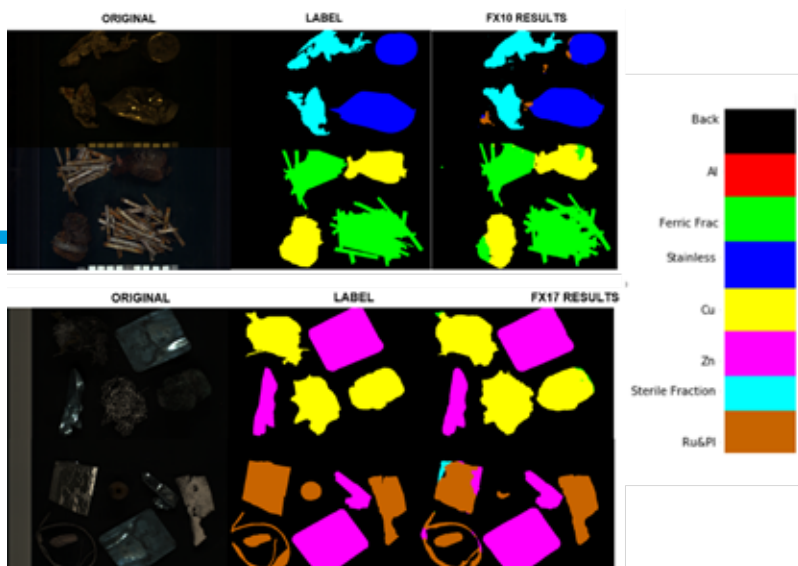 ORIGINAL
LABEL
FX10 RESULTS
Back
Al
Ferric Frac
Stainless
Cu
Zn
Sterile Fraction
Ru&Pl
ORIGINAL
LABEL
FX17 RESULTS